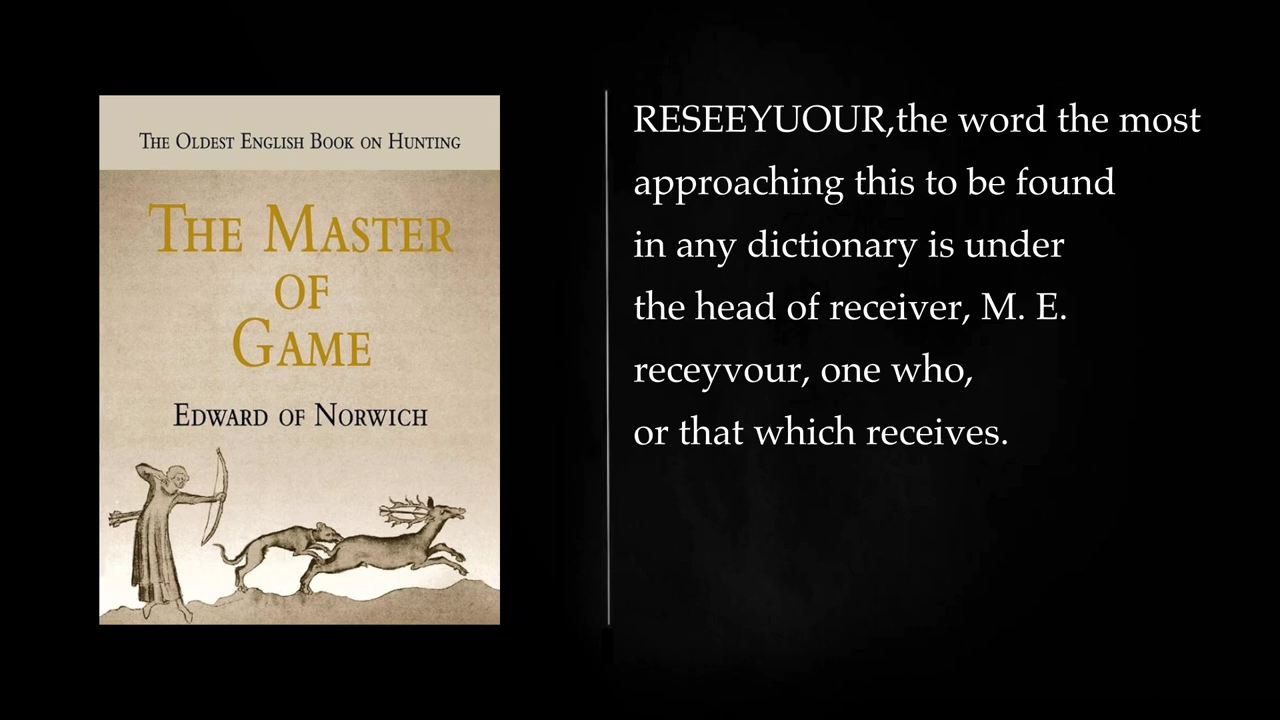 THE OLDEST ENGLISH BOOK ON HUNTING
THE MASTER
OF
GAME
EDWARD OF NORWICH
RESEEYUOUR,the word the most
approaching this to be found
in any dictionary is under
the head of receiver, M. E.
receyvour, one who,
or that which receives.